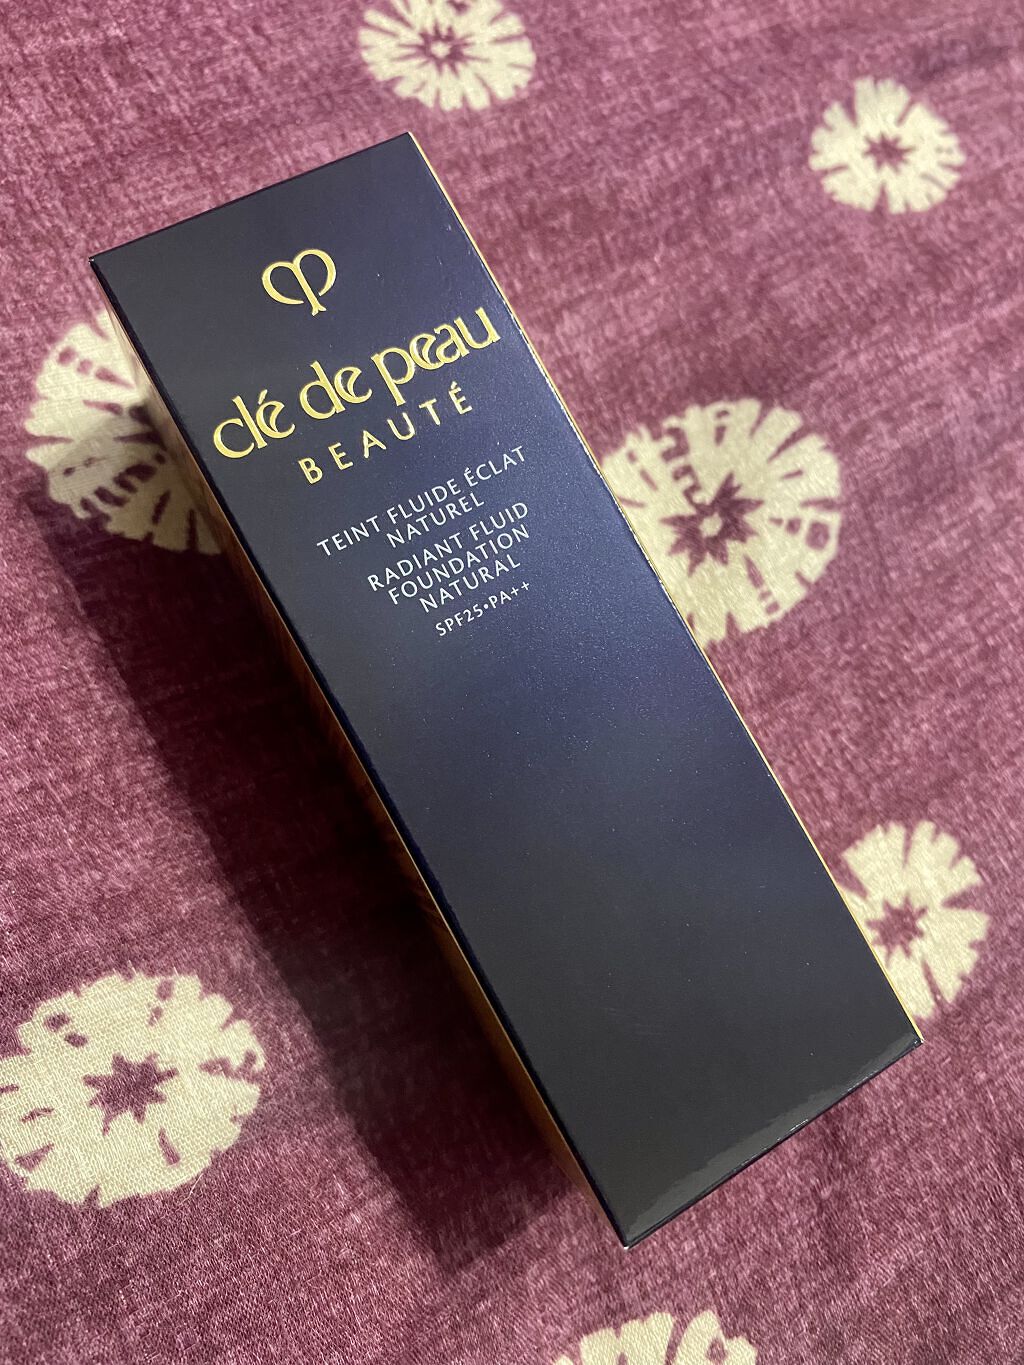 clé de peau
BEAUTÉ
TEINT FLUIDE ÉCLAT
NATUREL
RADIANT FLUID
FOUNDATION
NATURAL
SPF25•PA++